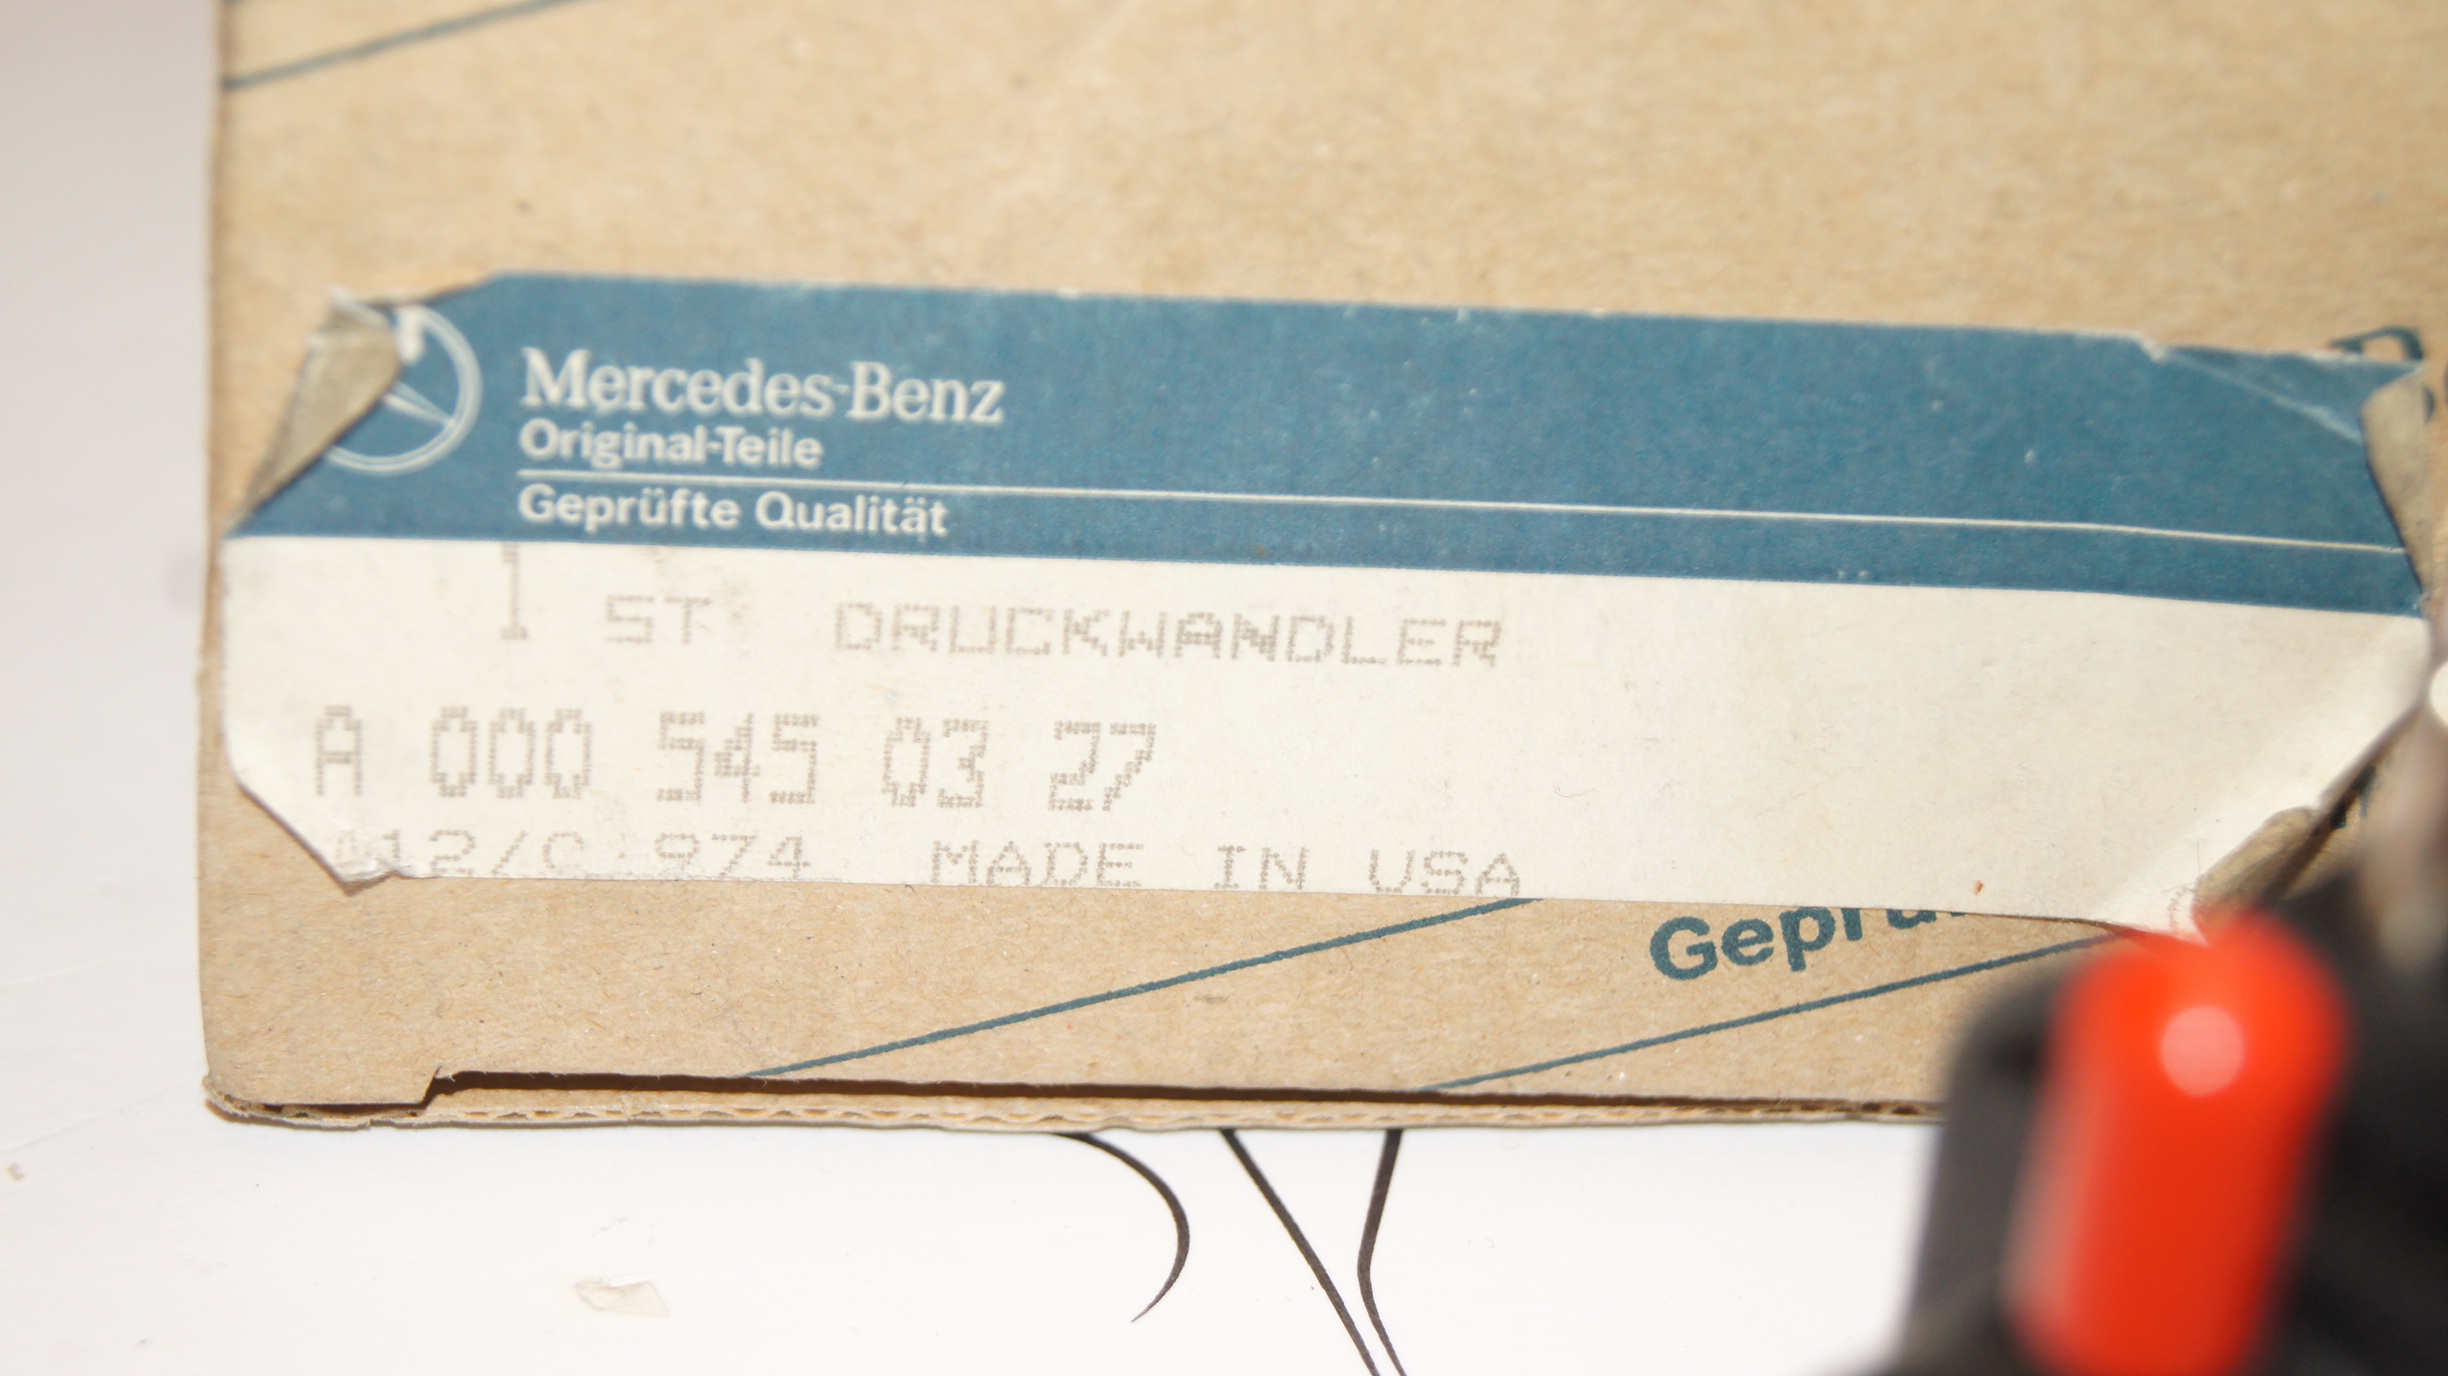 Mercedes-Benz
Original-Teile
Geprüfte Qualität
1 ST DRUCKWANDLER
A 000 545 03 27
MADE IN USA